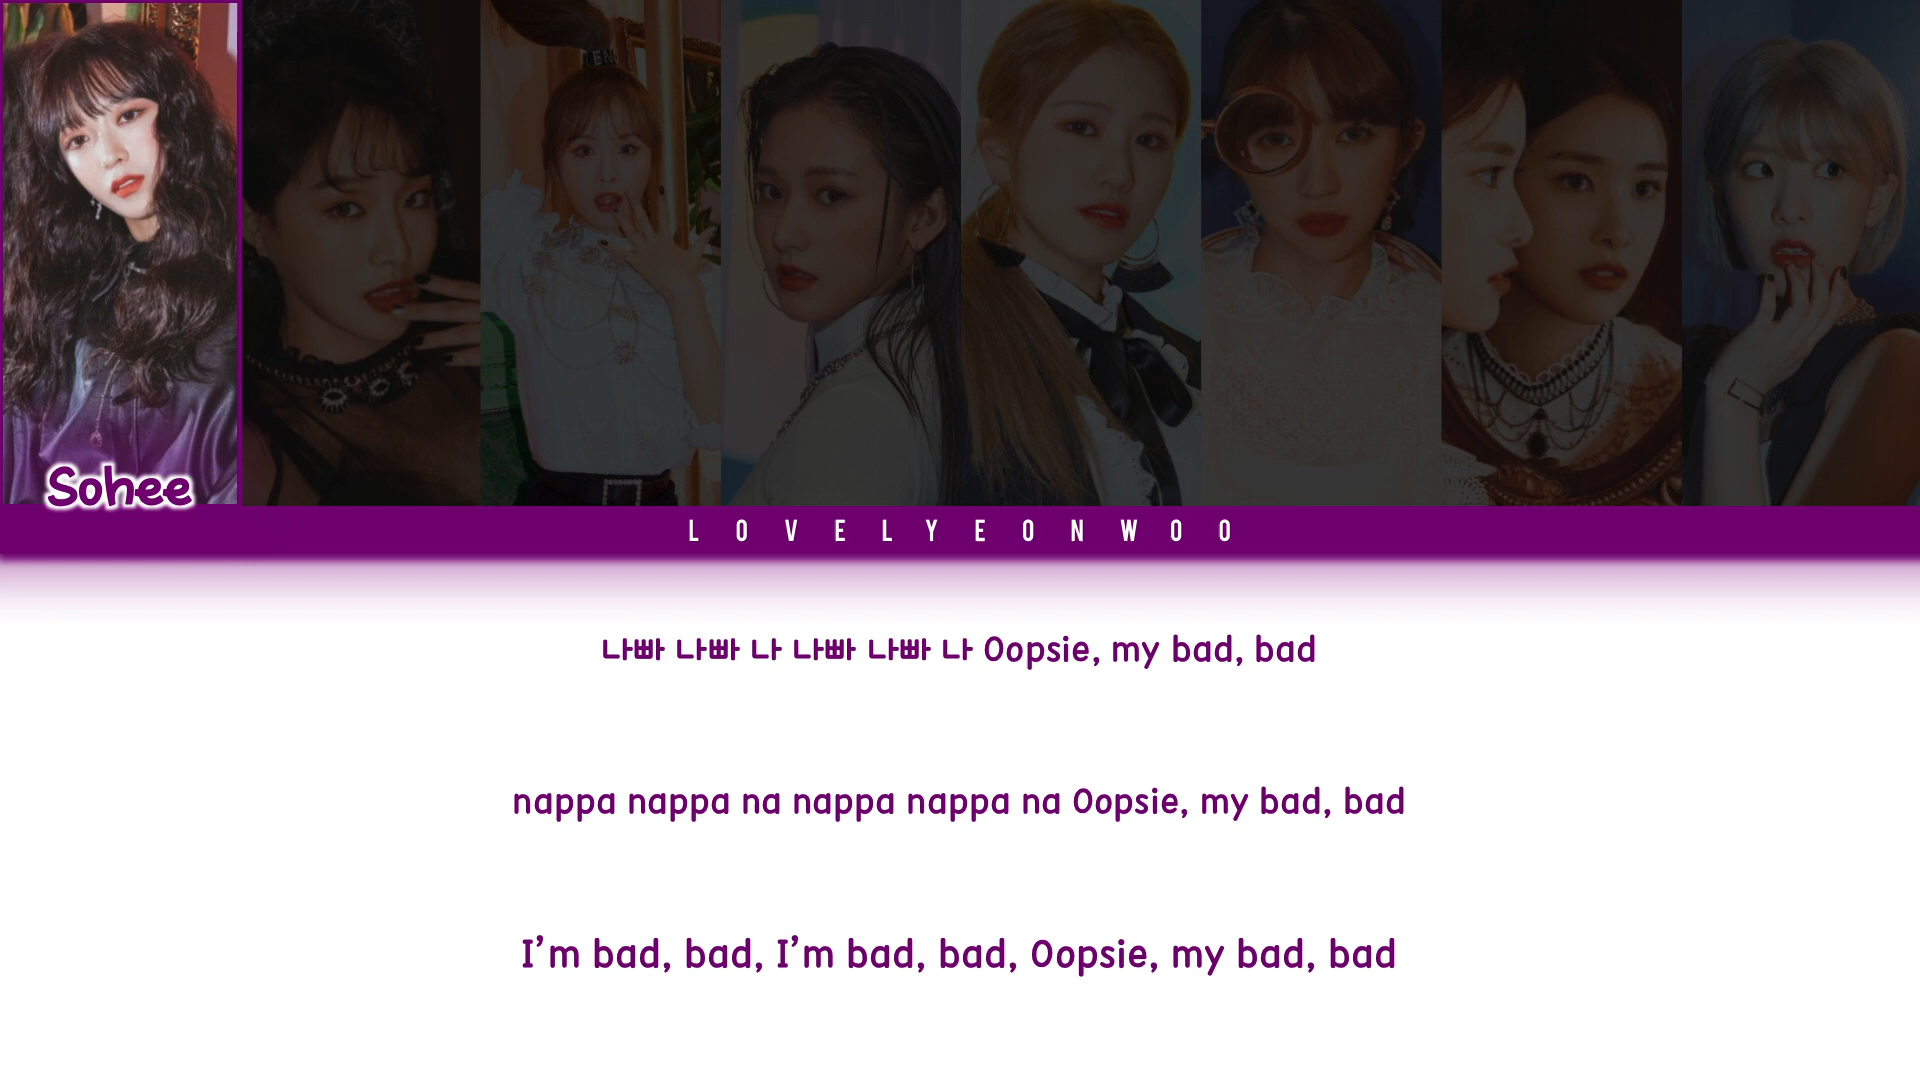 Sohee
LOVELYEONWOO
나빠 나빠 나 나빠 나빠 나 Oopsie, my bad, bad
nappa nappa na nappa nappa na Oopsie, my bad, bad
I’m bad, bad, I’m bad, bad, Oopsie, my bad, bad